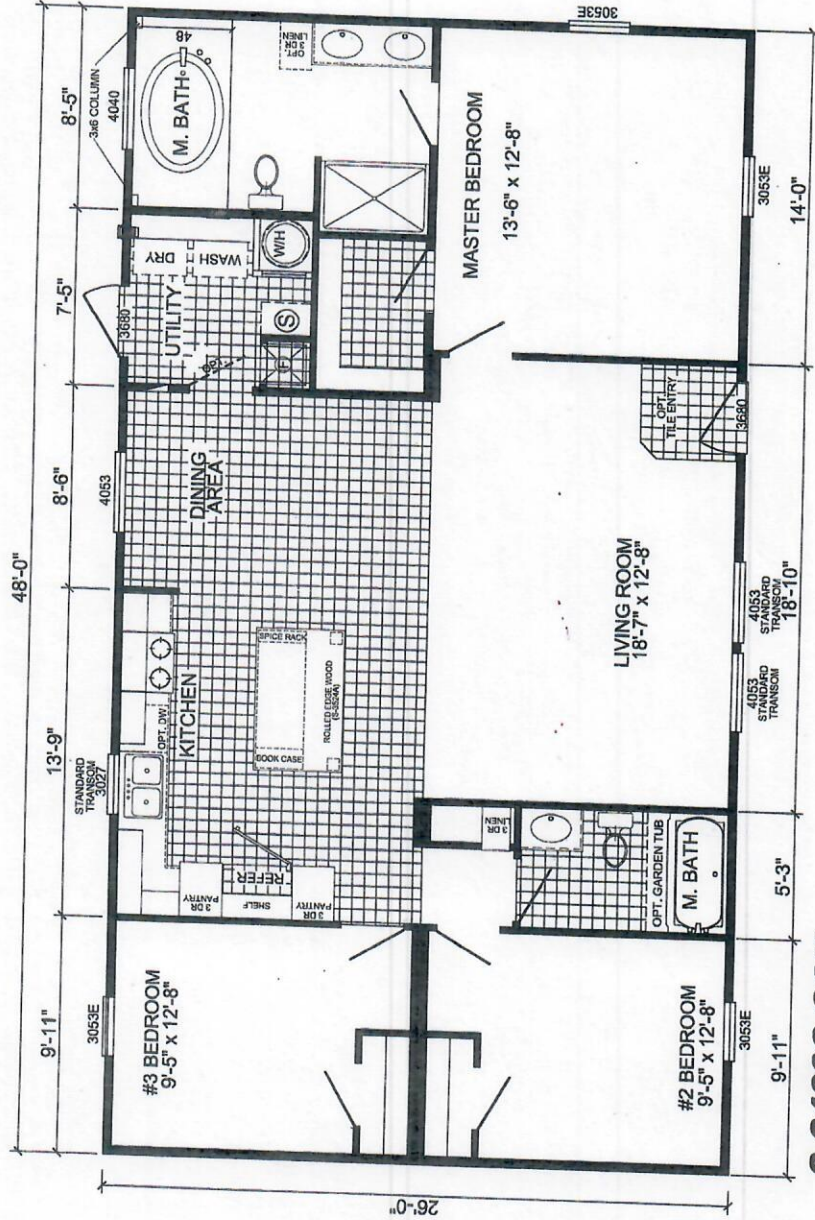 48'-0"
9'-11"
13'-9"
8'-6"
7'-5"
8'-5"
3053E
STANDARD
TRANSOM
3027
4053
3680
3x6 COLUMN
4040
48
M. BATH
OPT.
3 DR
LINEN
DRY
WASH
UTILITY
W/H
S
OPT. DW
KITCHEN
DINING
AREA
SPICE RACK
BOOK CASE
ROLLED EDGE WOOD
3 DR
PANTRY
SHELF
REFER
3 DR
PANTRY
#3 BEDROOM
9'-5" x 12'-8"
26'-0"
#2 BEDROOM
9'-5" x 12'-8"
3 DR
LINEN
OPT. GARDEN TUB
M. BATH
LIVING ROOM
18'-7" x 12'-8"
OPT.
TILE ENTRY
MASTER BEDROOM
13'-6" x 12'-8"
3053E
3053E
4053
STANDARD
TRANSOM
4053
STANDARD
TRANSOM
3680
3053E
9'-11"
5'-3"
18'-10"
14'-0"